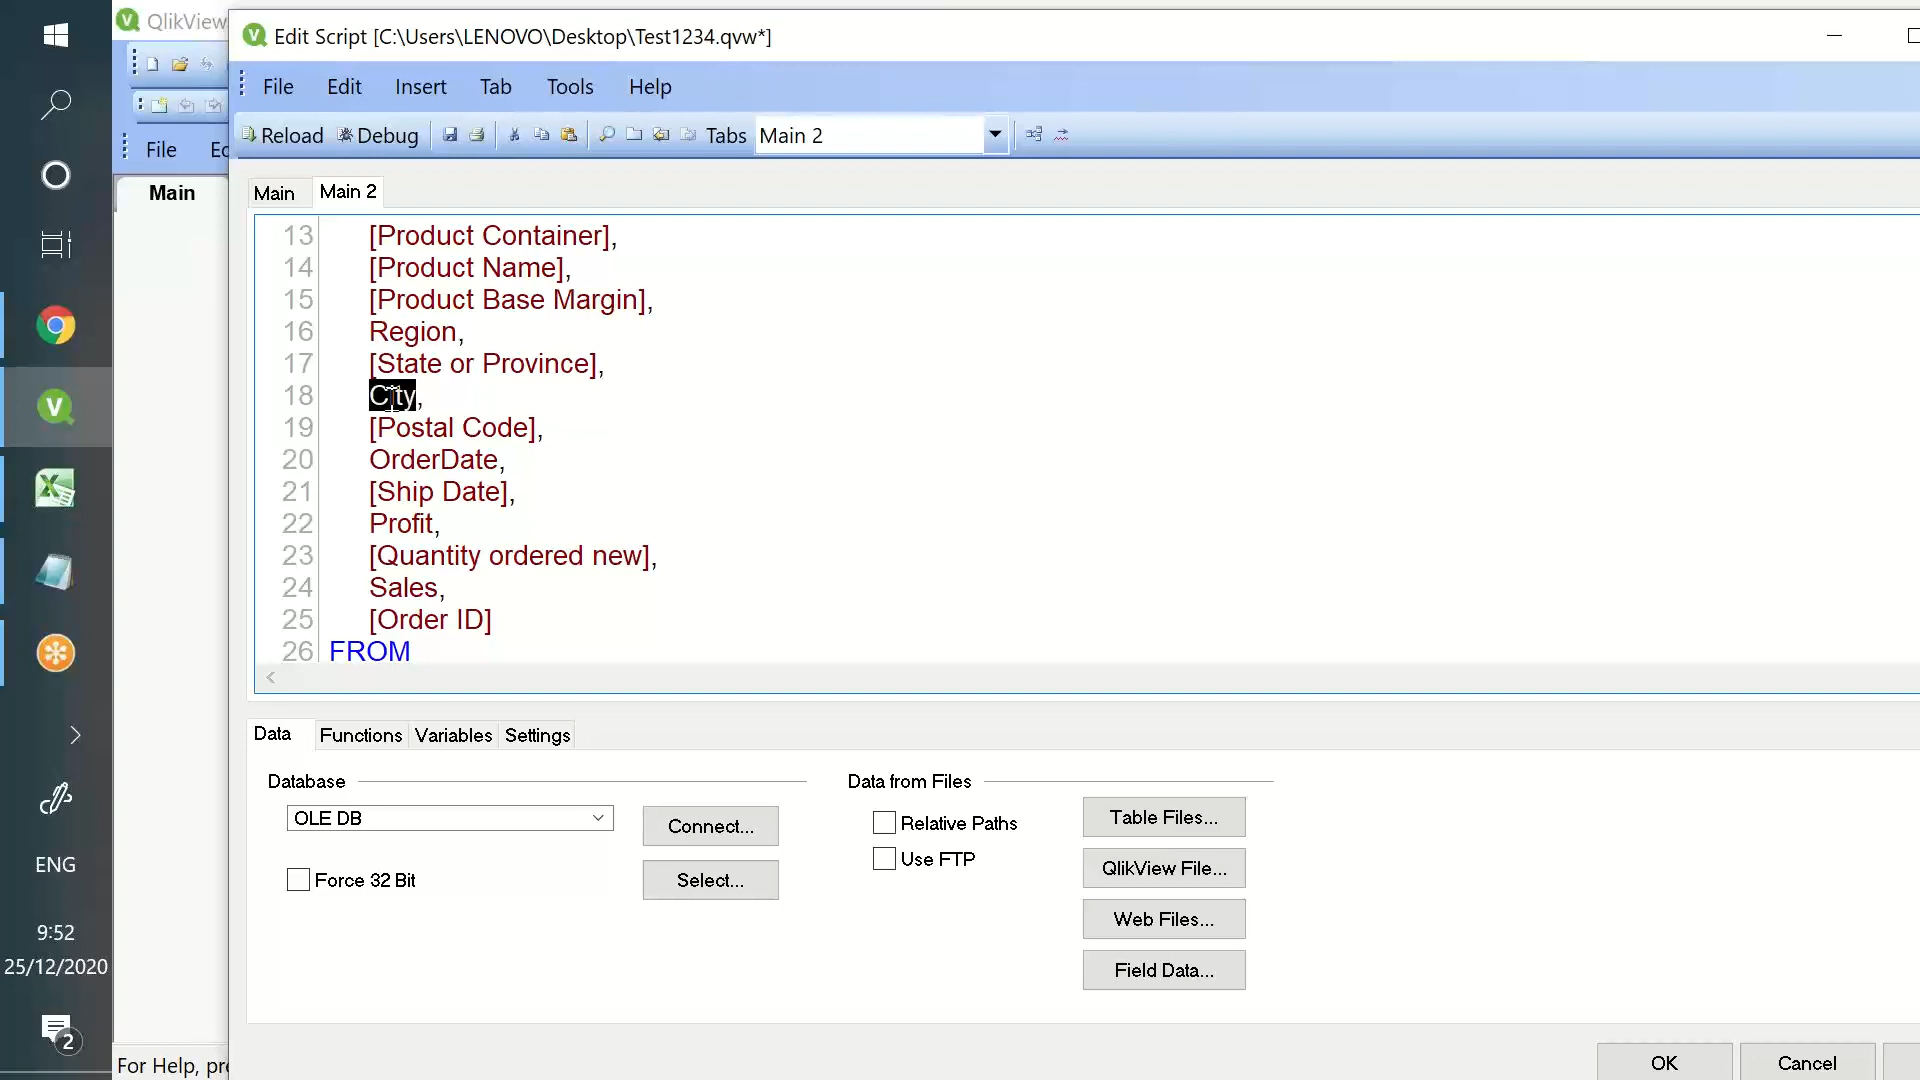 QlikView
Edit Script [C:\Users\LENOVO\Desktop\Test1234.qvw*]
File Edit Insert Tab Tools Help
Reload Debug Tabs Main 2
File
Main
Main Main 2
13 [Product Container],
14 [Product Name],
15 [Product Base Margin],
16 Region,
17 [State or Province],
18 City,
19 [Postal Code],
20 OrderDate,
21 [Ship Date],
22 Profit,
23 [Quantity ordered new],
24 Sales,
25 [Order ID]
26 FROM
Data Functions Variables Settings
Database
OLE DB
Connect...
Force 32 Bit
Select...
Data from Files
Relative Paths
Use FTP
Table Files...
QlikView File...
Web Files...
Field Data...
OK Cancel
For Help, pre
ENG
9:52
25/12/2020
2